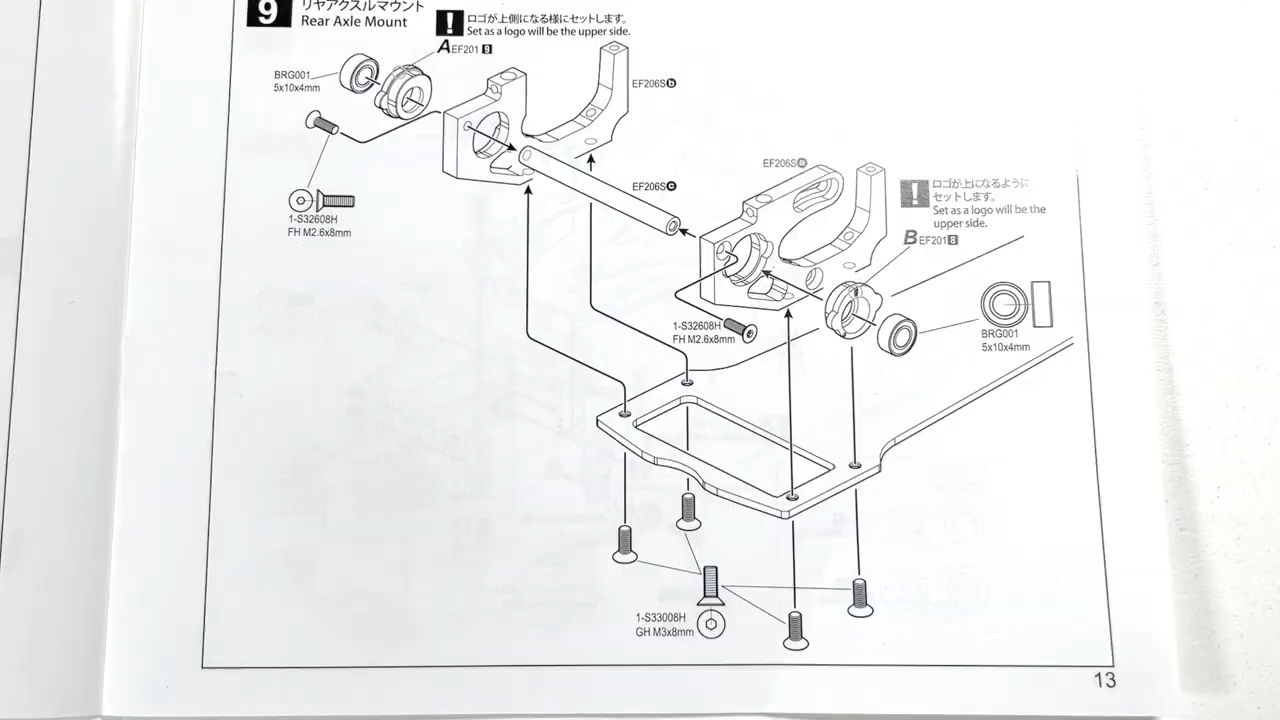 9
リヤアクスルマウント
Rear Axle Mount
! ロゴが上側になる様にセットします。
Set as a logo will be the upper side.
A EF201 8
BRG001
5x10x4mm
EF206S b
1-S32608H
FH M2.6x8mm
EF206S c
EF206S a
! ロゴが上になるように
セットします。
Set as a logo will be the
upper side.
B EF201 8
1-S32608H
FH M2.6x8mm
BRG001
5x10x4mm
1-S33008H
GH M3x8mm
13